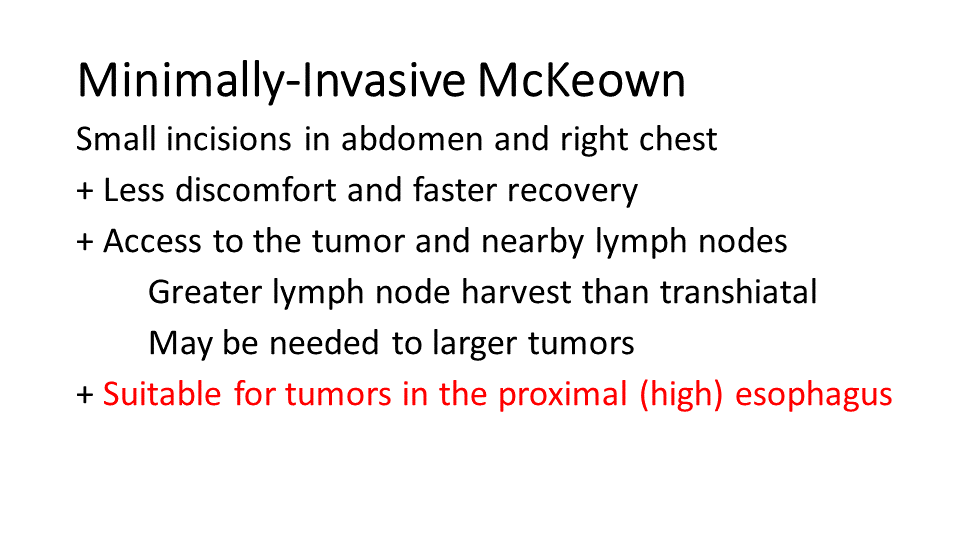 Minimally-Invasive McKeown
Small incisions in abdomen and right chest
+ Less discomfort and faster recovery
+ Access to the tumor and nearby lymph nodes
Greater lymph node harvest than transhiatal
May be needed to larger tumors
+ Suitable for tumors in the proximal (high) esophagus